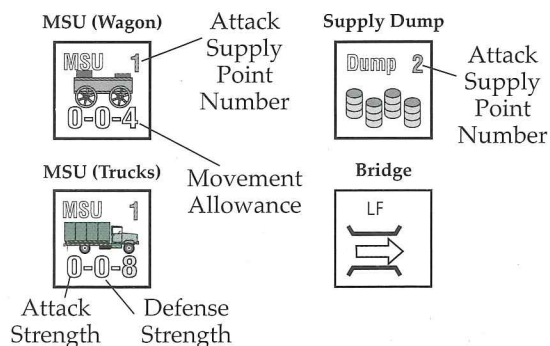 MSU (Wagon)
Attack
Supply
Point
Number
MSU 1
0-0-4
Supply Dump
Attack
Supply
Point
Number
Dump 2
MSU (Trucks)
Movement
Allowance
MSU 1
0-0-8
Attack
Strength
Defense
Strength
Bridge
LF